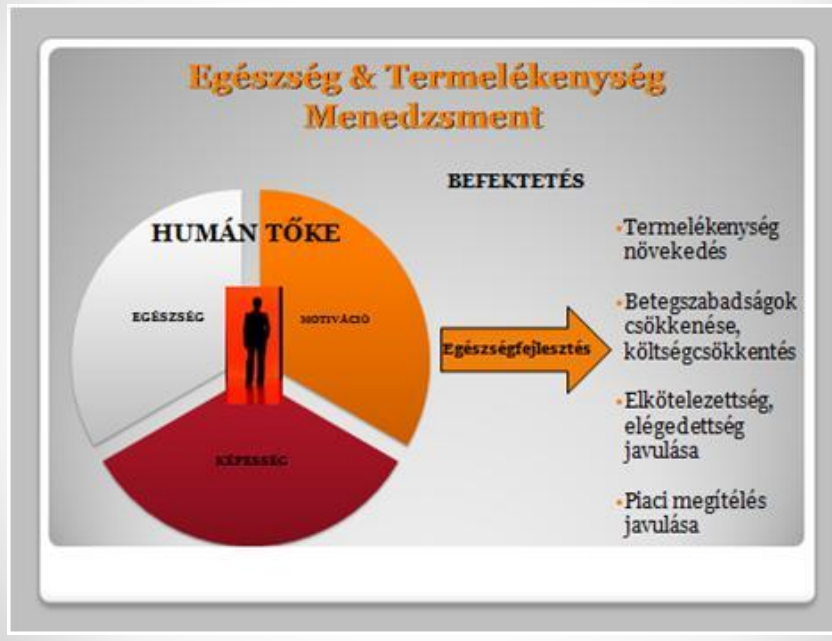 Egészség & Termelékenység
Menedzsment
BEFEKTETÉS
HUMÁN TŐKE
EGÉSZSÉG
MOTIVÁCIÓ
KÉPESSÉG
Egészségfejlesztés
•Termelékenység
növekedés
•Betegszabadságok
csökkenése,
költségcsökkentés
•Elkötelezettség,
elégedettség
javulása
•Piaci megítélés
javulása